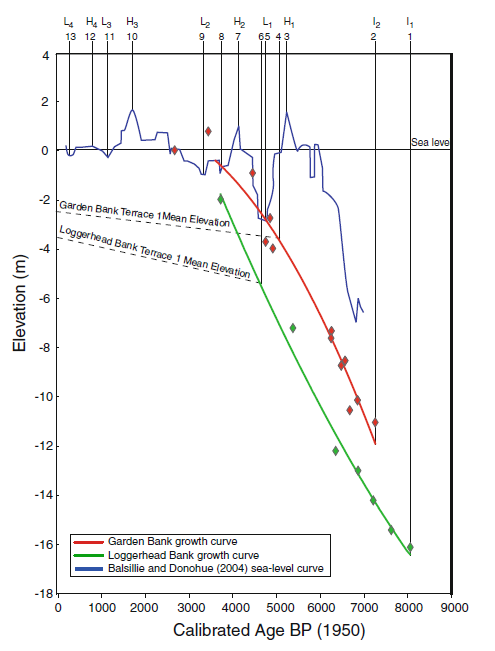 L4 H4 L3 H3 L2 H2 L1 H1 I2 I1
13 12 11 10 9 8 7 6 5 4 3 2 1
4
2
0
-2
-4
-6
-8
-10
-12
-14
-16
-18
Elevation (m)
Sea level
Garden Bank Terrace 1 Mean Elevation
Loggerhead Bank Terrace 1 Mean Elevation
Garden Bank growth curve
Loggerhead Bank growth curve
Balsillie and Donohue (2004) sea-level curve
0 1000 2000 3000 4000 5000 6000 7000 8000 9000
Calibrated Age BP (1950)